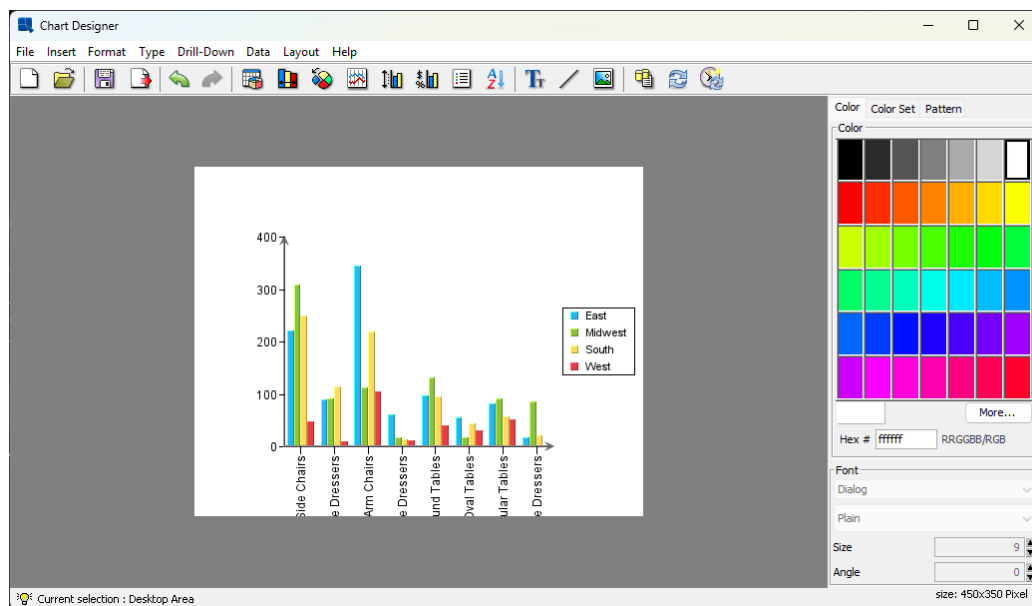 Chart Designer
File Insert Format Type Drill-Down Data Layout Help
Color Color Set Pattern
Color
400
300
200
100
0
East
Midwest
South
West
Side Chairs
e Dressers
Arm Chairs
e Dressers
und Tables
Oval Tables
ular Tables
e Dressers
More...
Hex # ffffff RRGGBB/RGB
Font
Dialog
Plain
Size 9
Angle 0
Current selection : Desktop Area
size: 450x350 Pixel